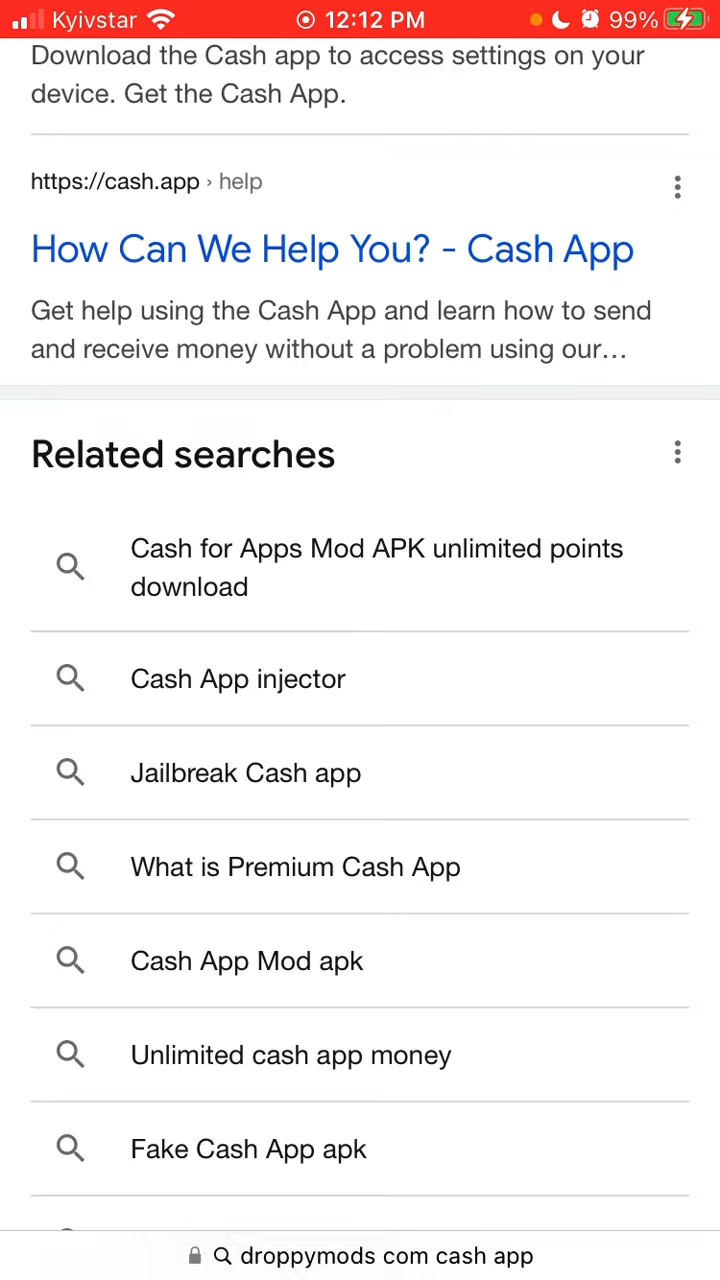 Kyivstar 12:12 PM 99%
Download the Cash app to access settings on your
device. Get the Cash App.
https://cash.app › help
How Can We Help You? - Cash App
Get help using the Cash App and learn how to send
and receive money without a problem using our...
Related searches
Cash for Apps Mod APK unlimited points
download
Cash App injector
Jailbreak Cash app
What is Premium Cash App
Cash App Mod apk
Unlimited cash app money
Fake Cash App apk
droppymods com cash app